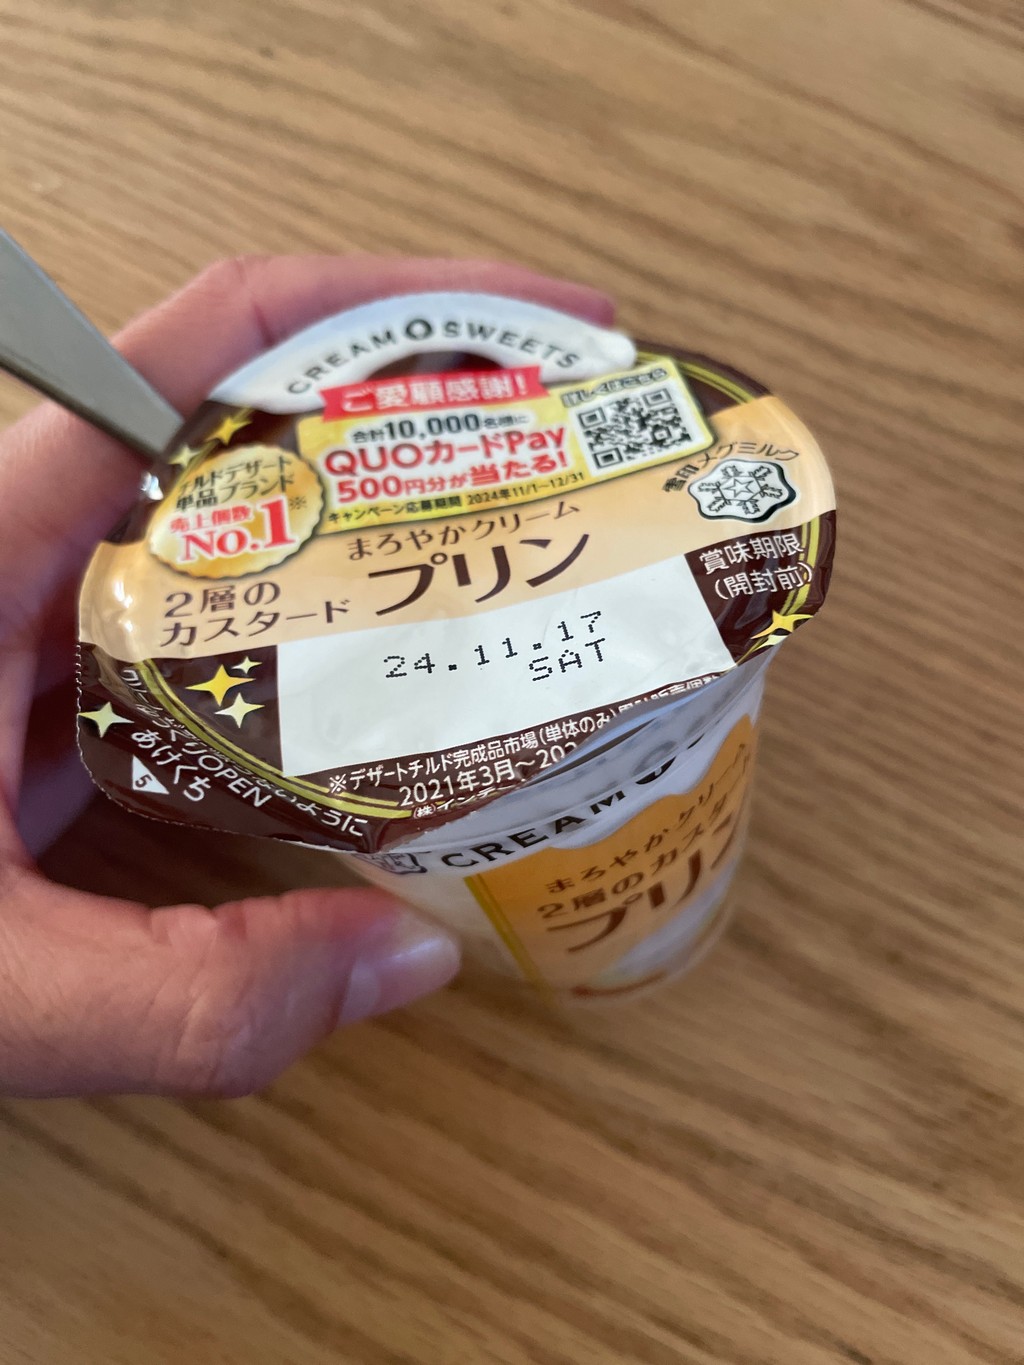 CREAM SWEETS
ご愛顧感謝!
合計10,000名様に
QUOカードPay
500円分が当たる!
キャンペーン応募期間 2024年11/1~12/31
詳しくはこちら
チルドデザート
単品ブランド
売上個数※
No.1
雪印メグミルク
まろやかクリーム
プリン
2層の
カスタード
賞味期限
(開封前)
24.11.17
SAT
※デザートチルド完成品市場(単体のみ)
2021年3月~
(株)
あけくち
OPEN
5
CREAM
まろやかクリーム
2層のカスタ
プリン